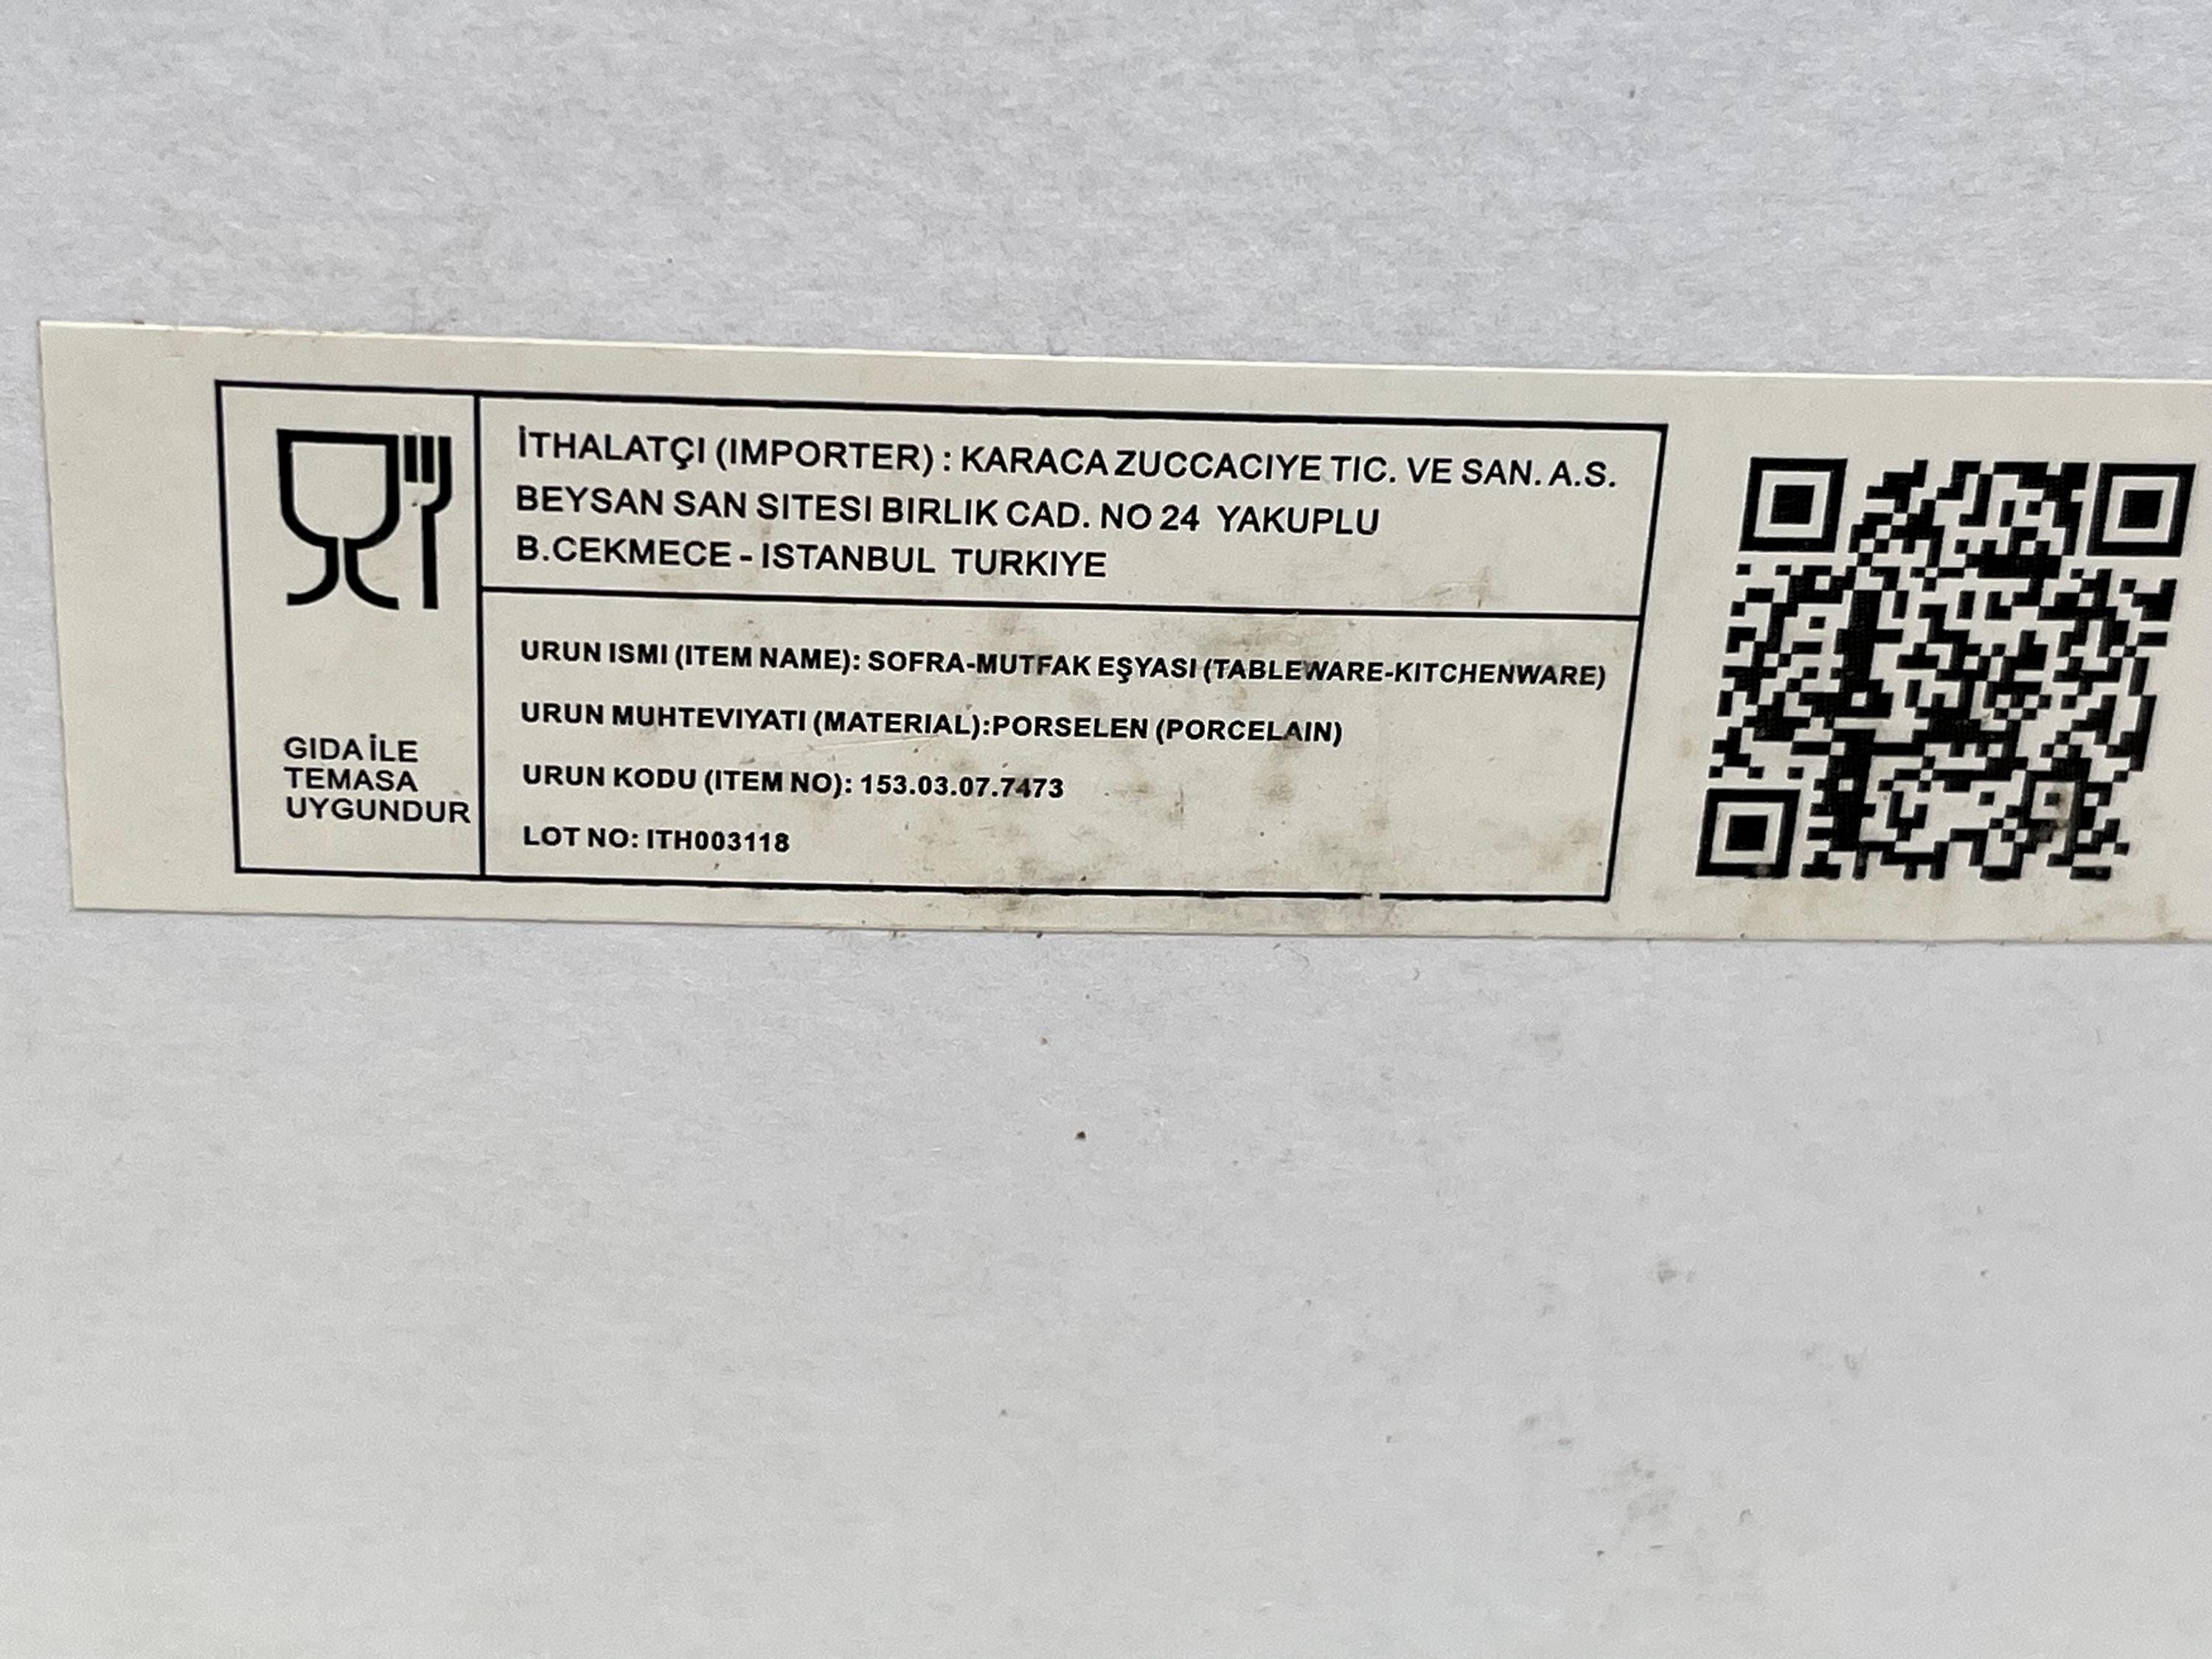 İTHALATÇI (IMPORTER) : KARACA ZUCCACIYE TIC. VE SAN. A.S.
BEYSAN SAN SITESI BIRLIK CAD. NO 24 YAKUPLU
B.CEKMECE - ISTANBUL TURKIYE
URUN ISMI (ITEM NAME): SOFRA-MUTFAK EŞYASI (TABLEWARE-KITCHENWARE)
URUN MUHTEVIYATI (MATERIAL):PORSELEN (PORCELAIN)
URUN KODU (ITEM NO): 153.03.07.7473
LOT NO: ITH003118
GIDA İLE
TEMASA
UYGUNDUR